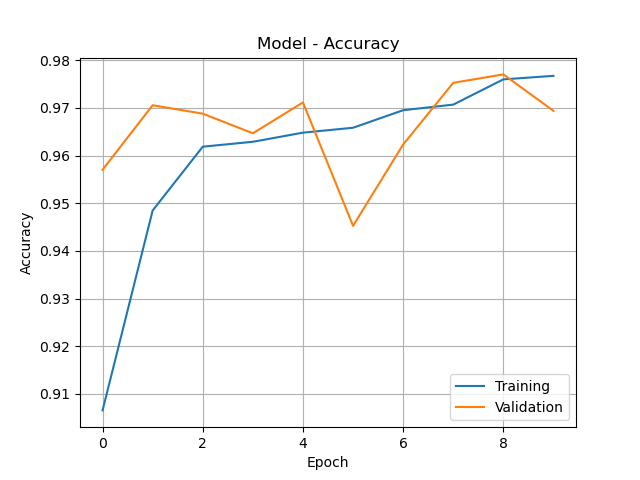 Model - Accuracy
0.98
0.97
0.96
0.95
0.94
0.93
0.92
0.91
Accuracy
0 2 4 6 8
Epoch
Training
Validation